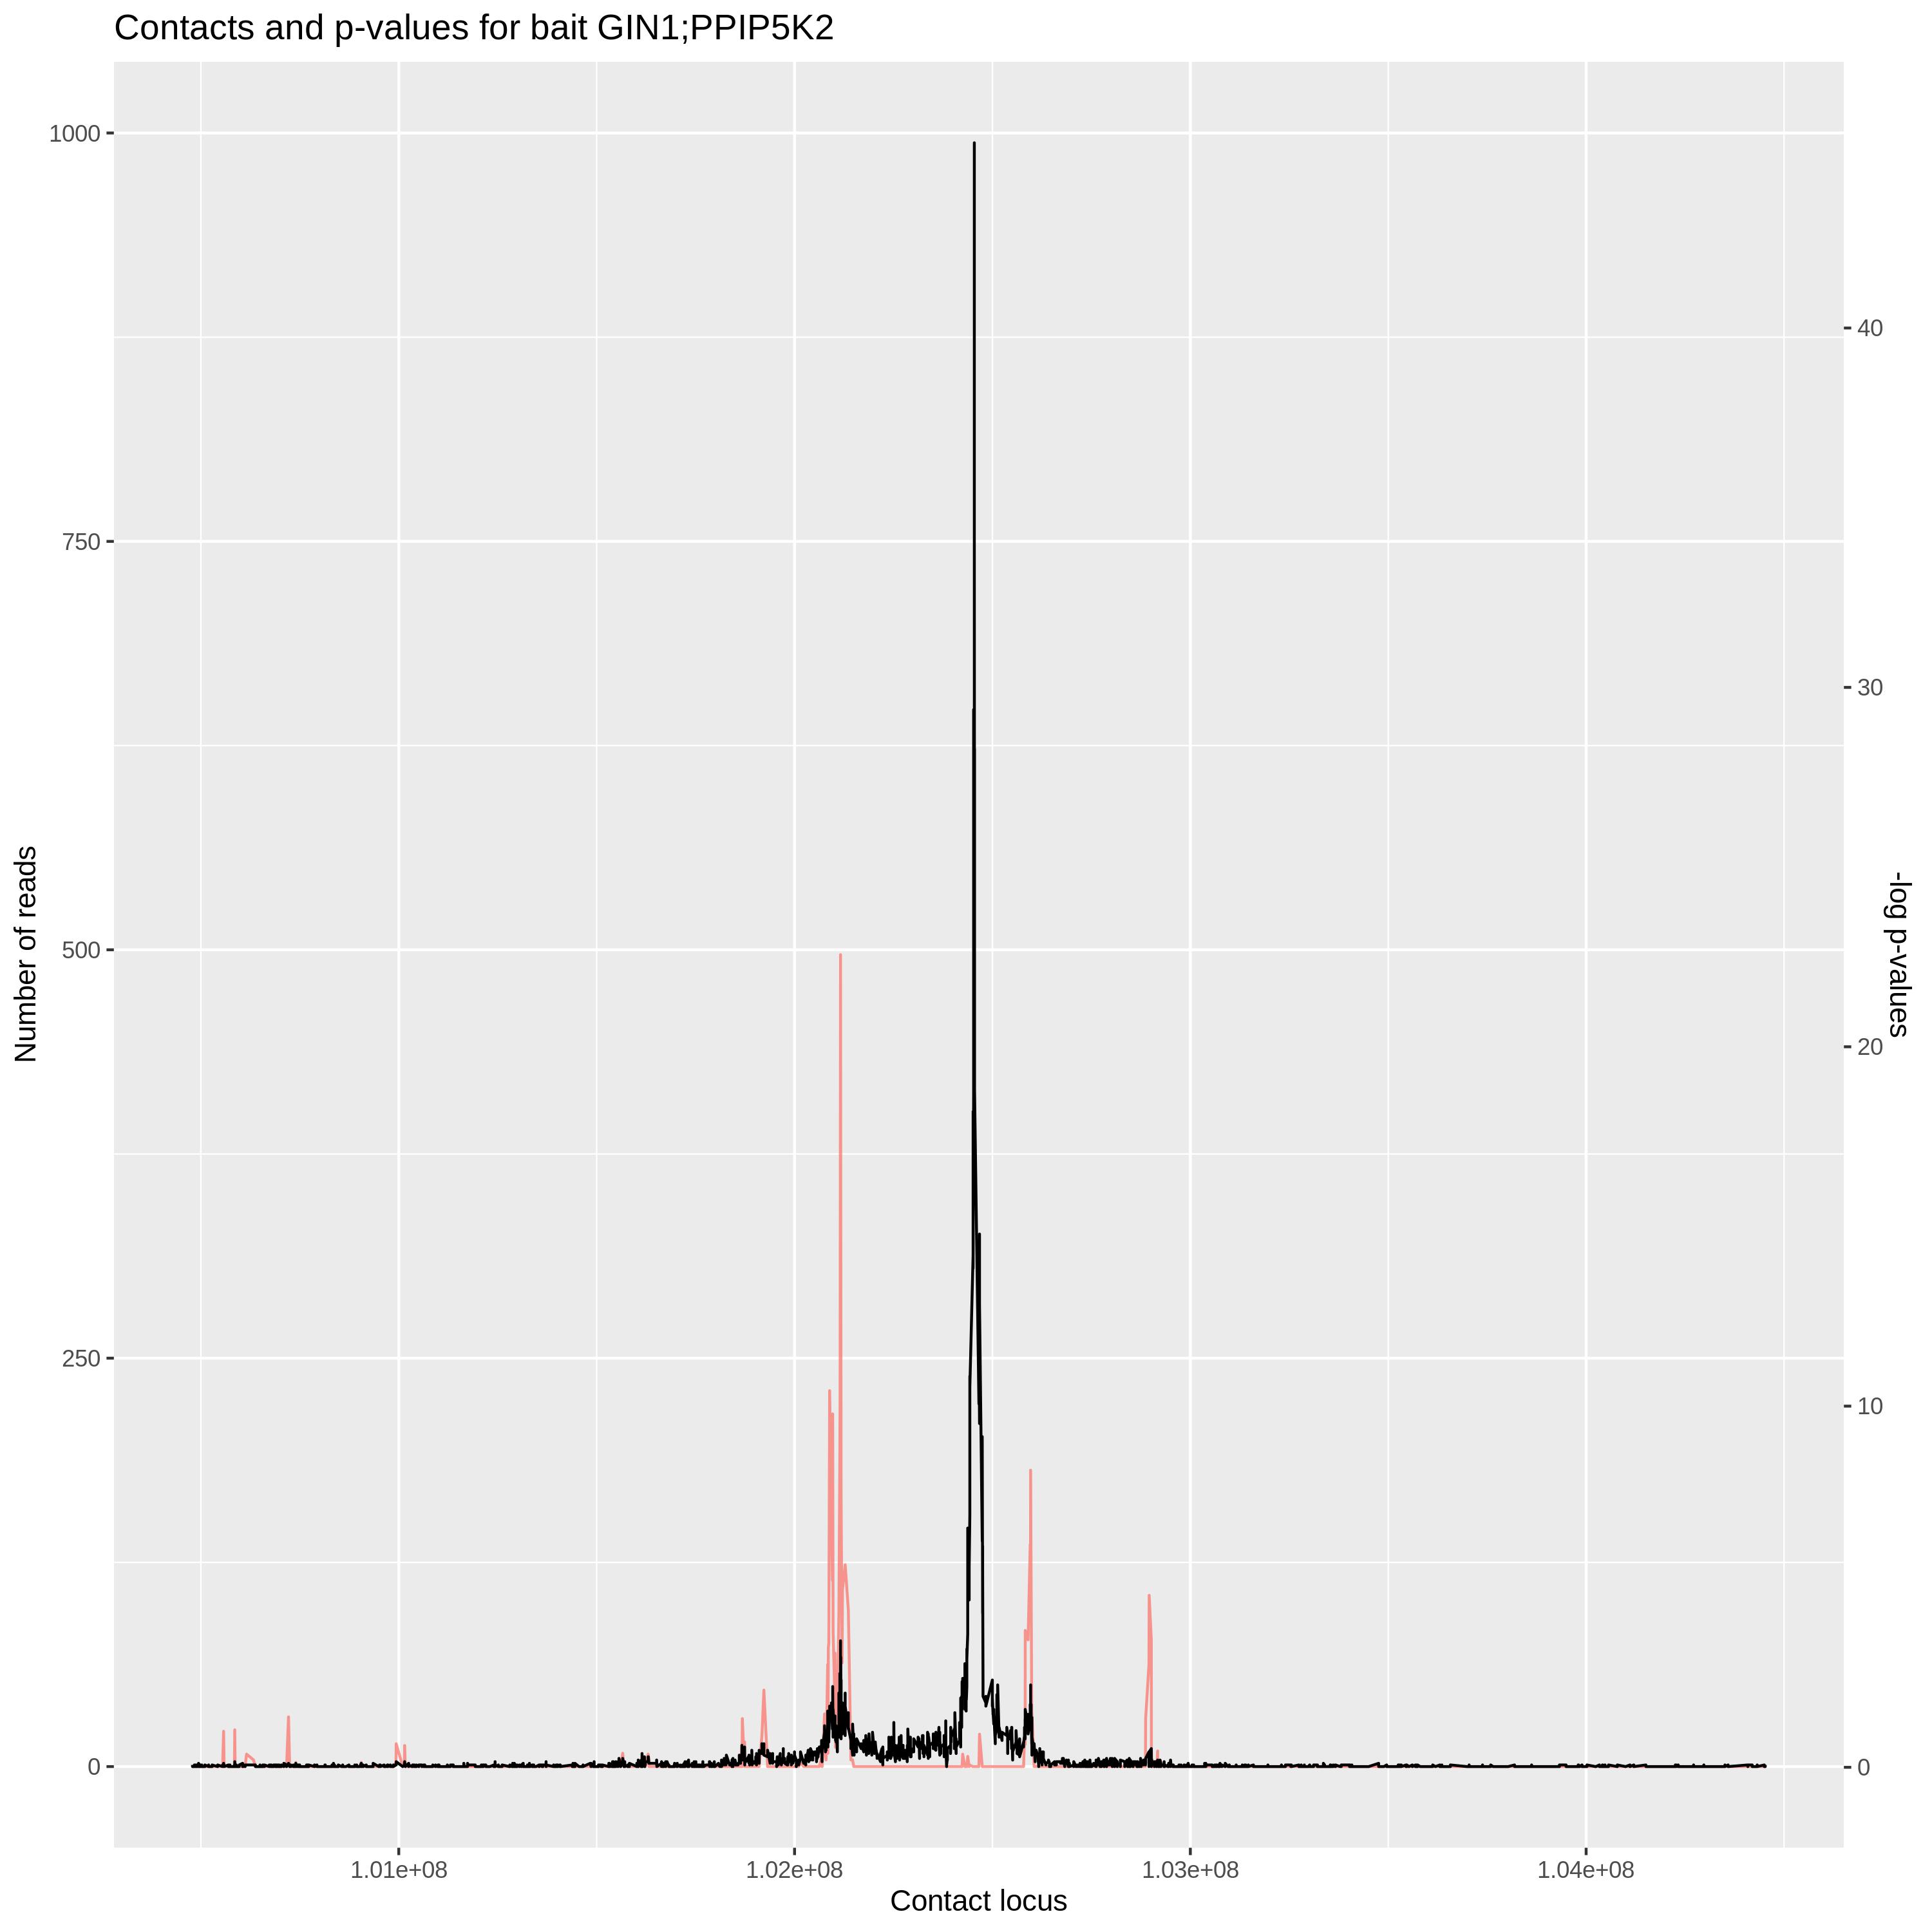 Contacts and p-values for bait GIN1;PPIP5K2
1000
750
500
250
0
Number of reads
40
30
20
10
0
-log p-values
1.01e+08
1.02e+08
1.03e+08
1.04e+08
Contact locus